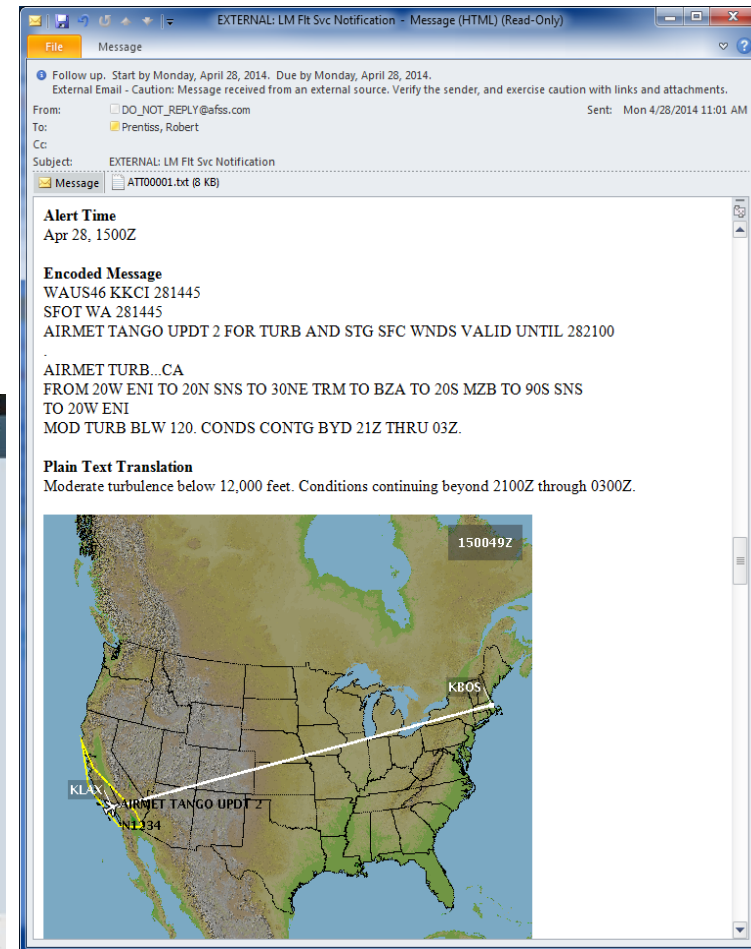 EXTERNAL: LM Flt Svc Notification - Message (HTML) (Read-Only)
File Message
Follow up. Start by Monday, April 28, 2014. Due by Monday, April 28, 2014.
External Email - Caution: Message received from an external source. Verify the sender, and exercise caution with links and attachments.
From: DO_NOT_REPLY@afss.com Sent: Mon 4/28/2014 11:01 AM
To: Prentiss, Robert
Cc:
Subject: EXTERNAL: LM Flt Svc Notification
Message ATT00001.txt (8 KB)
Alert Time
Apr 28, 1500Z
Encoded Message
WAUS46 KKCI 281445
SFOT WA 281445
AIRMET TANGO UPDT 2 FOR TURB AND STG SFC WNDS VALID UNTIL 282100
.
AIRMET TURB...CA
FROM 20W ENI TO 20N SNS TO 30NE TRM TO BZA TO 20S MZB TO 90S SNS
TO 20W ENI
MOD TURB BLW 120. CONDS CONTG BYD 21Z THRU 03Z.
Plain Text Translation
Moderate turbulence below 12,000 feet. Conditions continuing beyond 2100Z through 0300Z.
150049Z
KBOS
KLAX
AIRMET TANGO UPDT 2
N1234